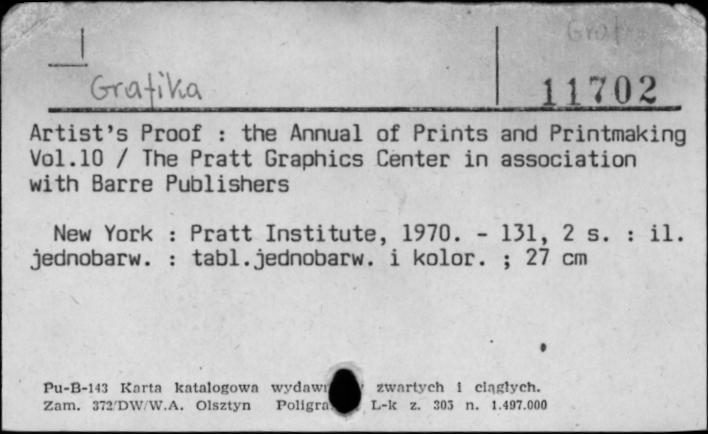 Grafika
11702
Artist's Proof : the Annual of Prints and Printmaking
Vol.10 / The Pratt Graphics Center in association
with Barre Publishers
New York : Pratt Institute, 1970. - 131, 2 s. : il.
jednobarw. : tabl.jednobarw. i kolor. ; 27 cm
Pu-B-143 Karta katalogowa zwartych i ciągłych.
Zam. 372/DW/W.A. Olsztyn L-k z. 305 n. 1.497.000